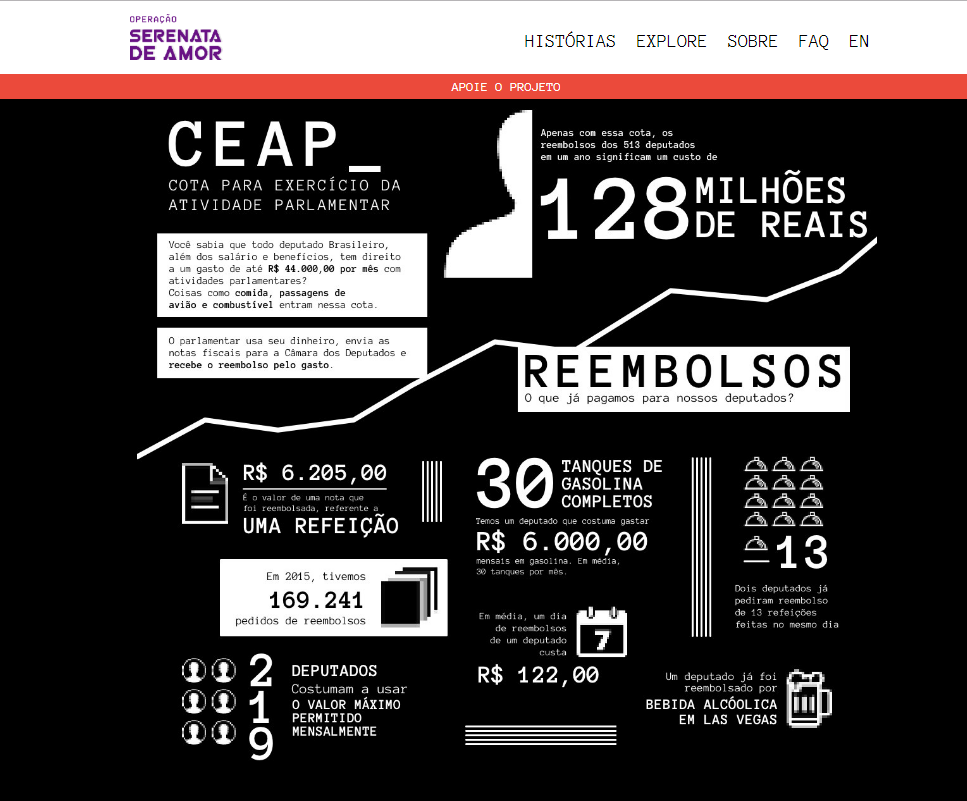 OPERAÇÃO
SERENATA
DE AMOR
HISTÓRIAS EXPLORE SOBRE FAQ EN
APOIE O PROJETO
CEAP_
COTA PARA EXERCÍCIO DA
ATIVIDADE PARLAMENTAR
Apenas com essa cota, os
reembolsos dos 513 deputados
em um ano significam um custo de
128 MILHÕES
DE REAIS
Você sabia que todo deputado Brasileiro,
além dos salário e benefícios, tem direito
a um gasto de até R$ 44.000,00 por mês com
atividades parlamentares?
Coisas como comida, passagens de
avião e combustível entram nessa cota.
O parlamentar usa seu dinheiro, envia as
notas fiscais para a Câmara dos Deputados e
recebe o reembolso pelo gasto.
REEMBOLSOS
O que já pagamos para nossos deputados?
R$ 6.205,00
É o valor de uma nota que
foi reembolsada, referente a
UMA REFEIÇÃO
30 TANQUES DE
GASOLINA
COMPLETOS
Temos um deputado que costuma gastar
R$ 6.000,00
mensais em gasolina. Em média,
30 tanques por mês.
13
Dois deputados já
pediram reembolso
de 13 refeições
feitas no mesmo dia
Em 2015, tivemos
169.241
pedidos de reembolsos
Em média, um dia
de reembolsos
de um deputado
custa
7
R$ 122,00
219
DEPUTADOS
Costumam a usar
O VALOR MÁXIMO
PERMITIDO
MENSALMENTE
Um deputado já foi
reembolsado por
BEBIDA ALCÓOLICA
EM LAS VEGAS